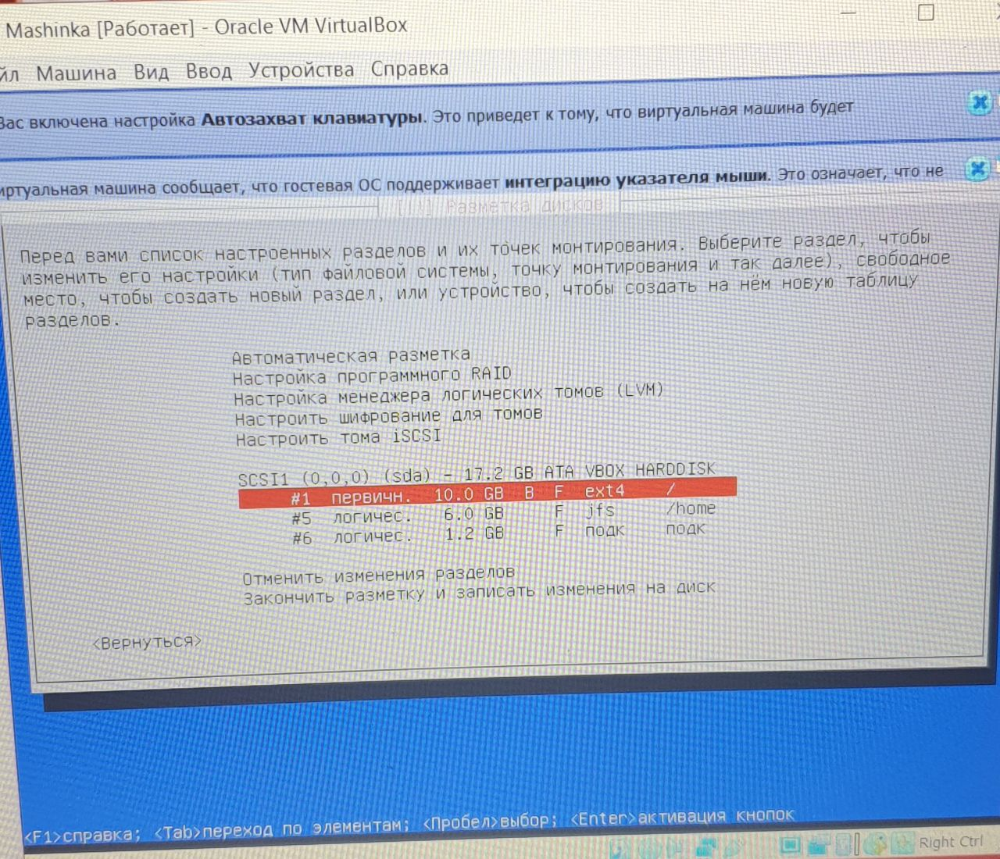 Mashinka [Работает] - Oracle VM VirtualBox
йл Машина Вид Ввод Устройства Справка
Вас включена настройка Автозахват клавиатуры. Это приведет к тому, что виртуальная машина будет
иртуальная машина сообщает, что гостевая ОС поддерживает интеграцию указателя мыши. Это означает, что не
[!!] Разметка дисков
Перед вами список настроенных разделов и их точек монтирования. Выберите раздел, чтобы
изменить его настройки (тип файловой системы, точку монтирования и так далее), свободное
место, чтобы создать новый раздел, или устройство, чтобы создать на нём новую таблицу
разделов.
Автоматическая разметка
Настройка программного RAID
Настройка менеджера логических томов (LVM)
Настроить шифрование для томов
Настроить тома iSCSI
SCSI1 (0,0,0) (sda) - 17.2 GB ATA VBOX HARDDISK
#1 первичн. 10.0 GB B F ext4 /
#5 логичес. 6.0 GB F jfs /home
#6 логичес. 1.2 GB F подк подк
Отменить изменения разделов
Закончить разметку и записать изменения на диск
<Вернуться>
<F1>справка; <Tab>переход по элементам; <Пробел>выбор; <Enter>активация кнопок
Right Ctrl